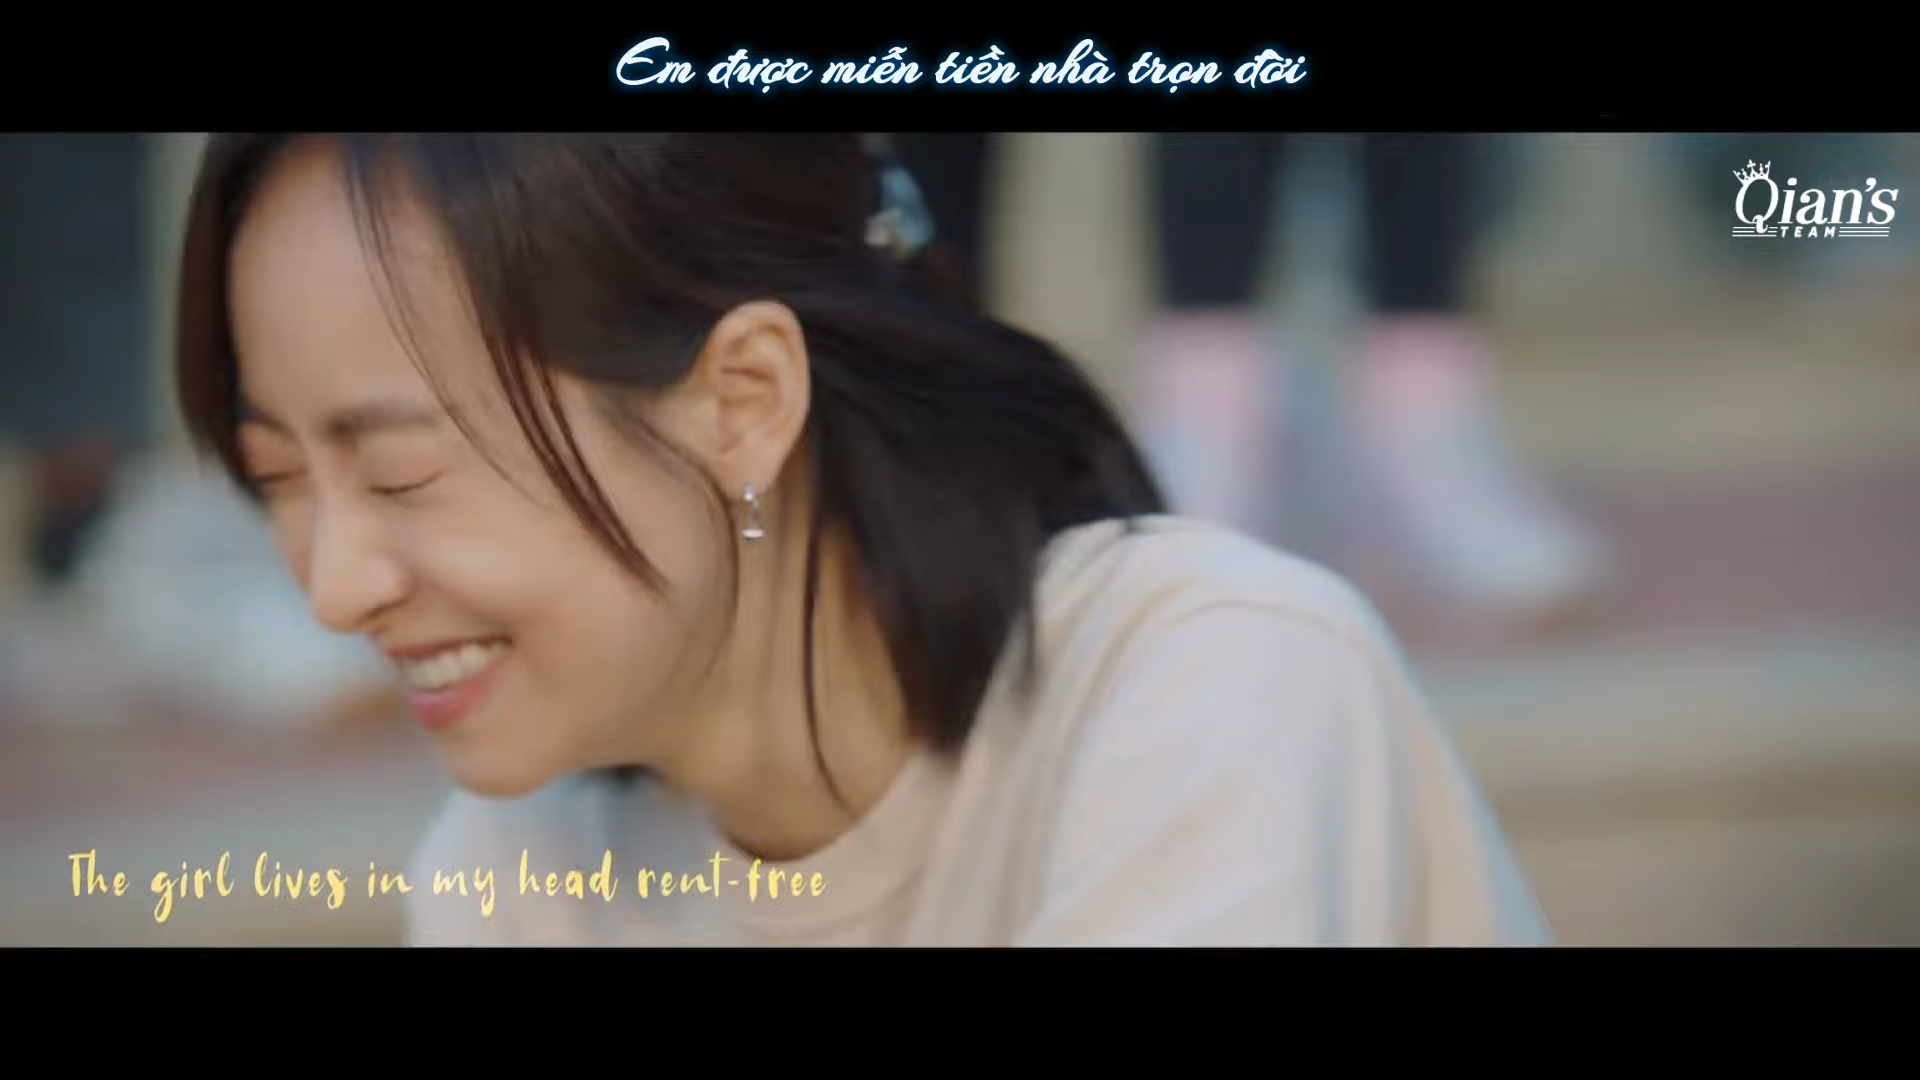 Em được miễn tiền nhà trọn đời
Qian's
TEAM
The girl lives in my head rent-free